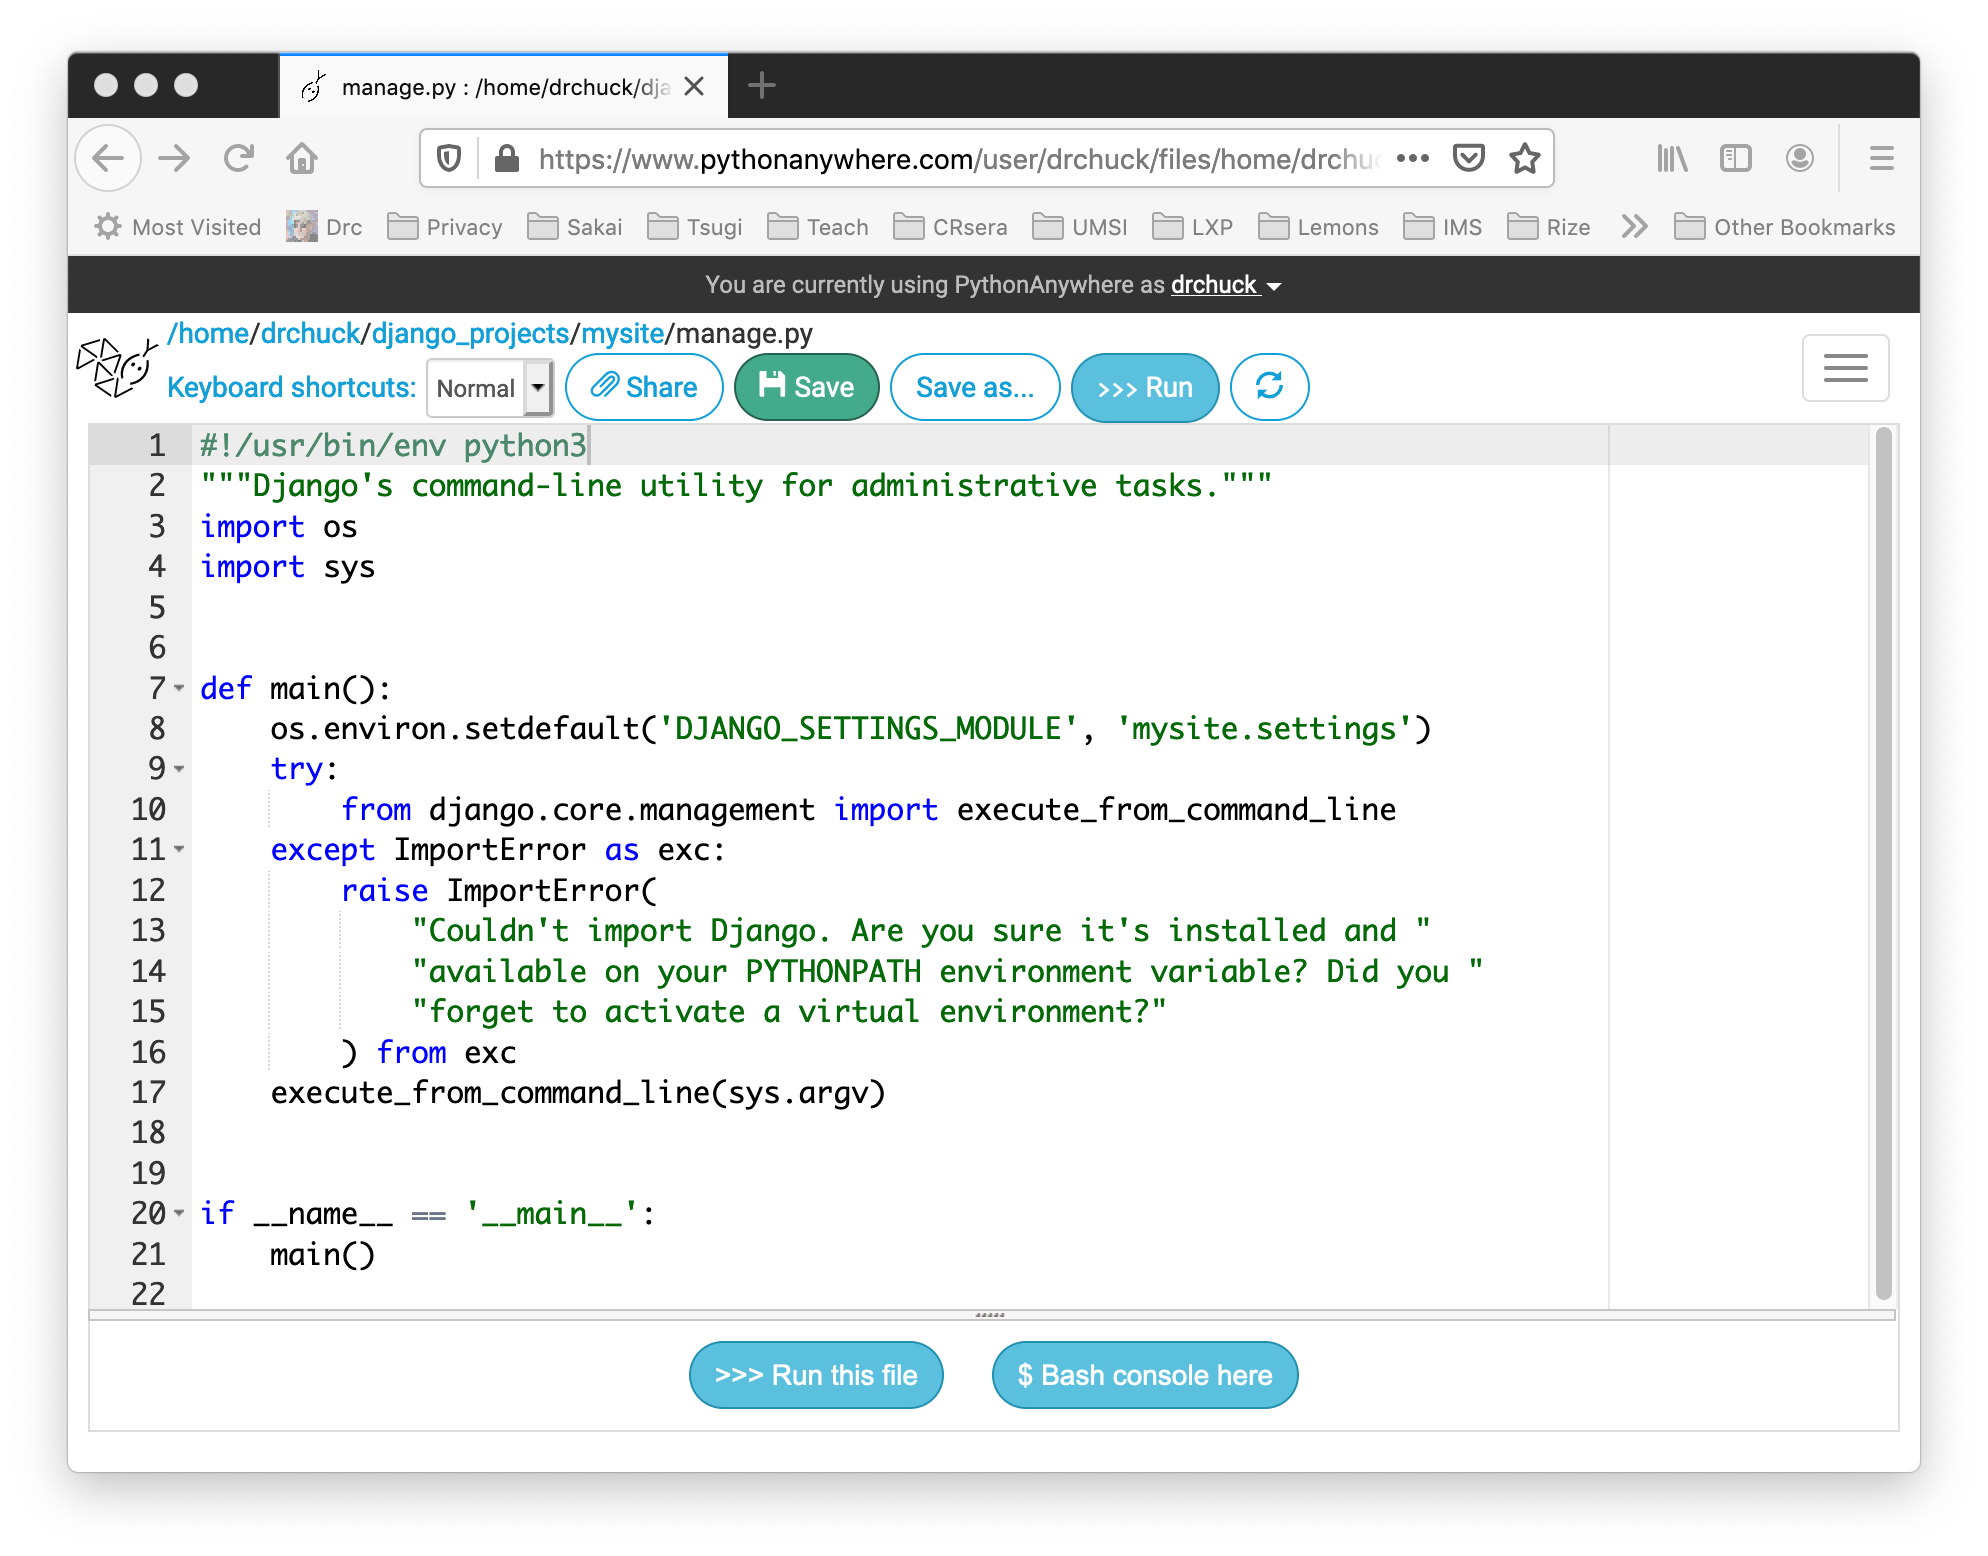 manage.py : /home/drchuck/dja
https://www.pythonanywhere.com/user/drchuck/files/home/drchuc
Most Visited Drc Privacy Sakai Tsugi Teach CRsera UMSI LXP Lemons IMS Rize Other Bookmarks
You are currently using PythonAnywhere as drchuck
/home/drchuck/django_projects/mysite/manage.py
Keyboard shortcuts: Normal Share Save Save as... >>> Run
1 #!/usr/bin/env python3
2 """Django's command-line utility for administrative tasks."""
3 import os
4 import sys
5
6
7 def main():
8     os.environ.setdefault('DJANGO_SETTINGS_MODULE', 'mysite.settings')
9     try:
10         from django.core.management import execute_from_command_line
11     except ImportError as exc:
12         raise ImportError(
13             "Couldn't import Django. Are you sure it's installed and "
14             "available on your PYTHONPATH environment variable? Did you "
15             "forget to activate a virtual environment?"
16         ) from exc
17     execute_from_command_line(sys.argv)
18
19
20 if __name__ == '__main__':
21     main()
22
>>> Run this file $ Bash console here